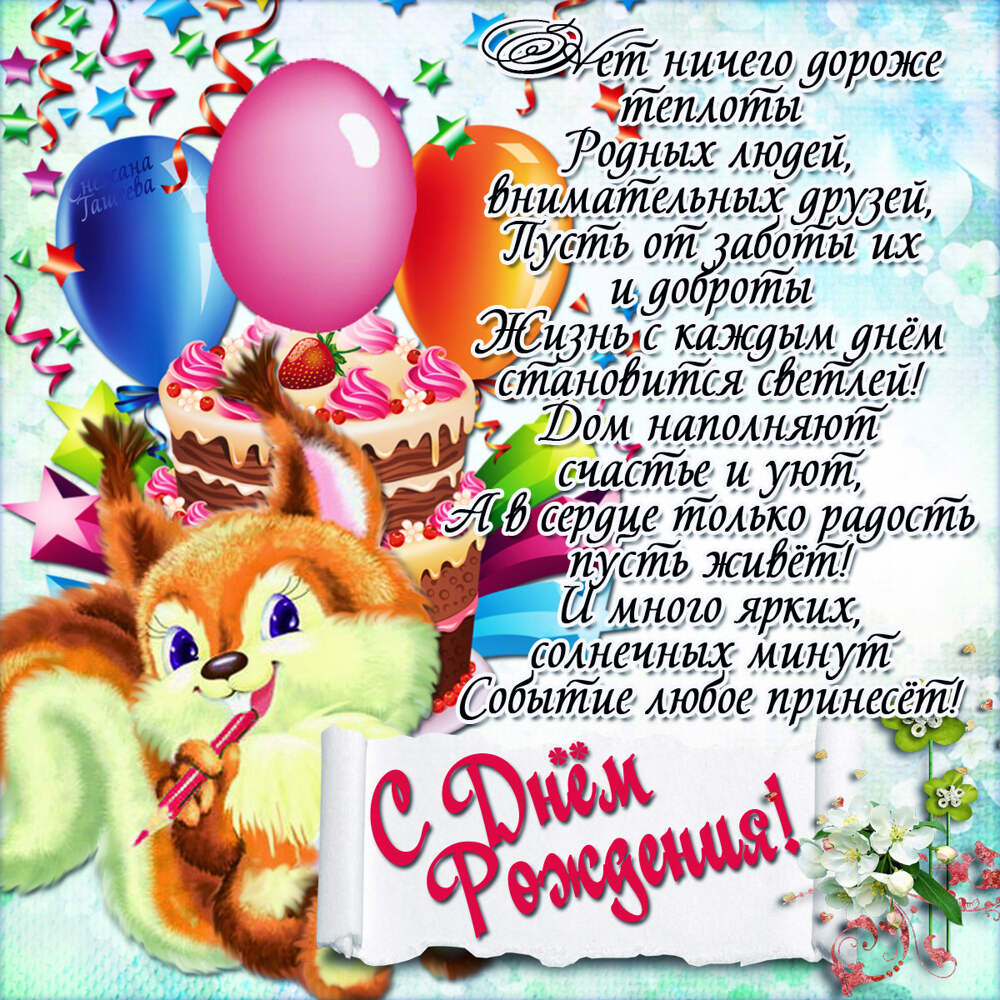 Нет ничего дороже
теплоты
Родных людей,
внимательных друзей,
Пусть от заботы их
и доброты
Жизнь с каждым днём
становится светлей!
Дом наполняют
счастье и уют,
А в сердце только радость
пусть живёт!
И много ярких,
солнечных минут
Событие любое принесёт!
С Днём
Рождения!
Снежана